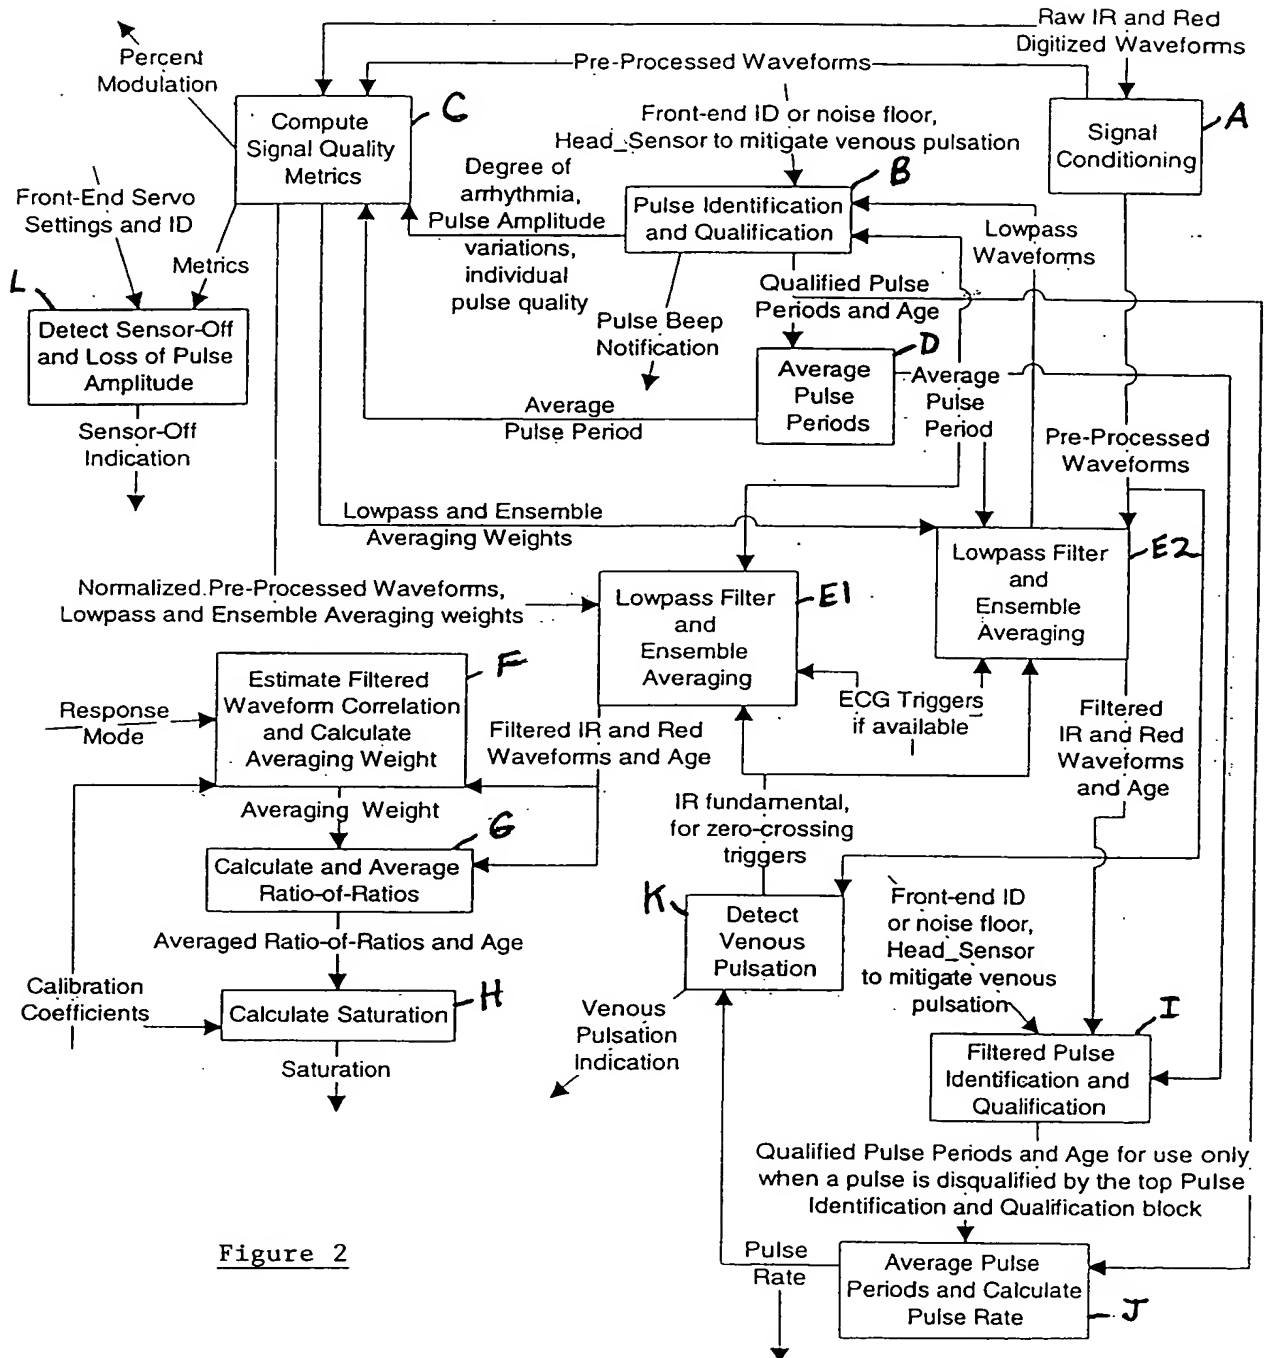 Raw IR and Red
Digitized Waveforms
Percent
Modulation
Pre-Processed Waveforms
C
A
Compute
Signal Quality
Metrics
Front-end ID or noise floor,
Head_Sensor to mitigate venous pulsation
Signal
Conditioning
Degree of
arrhythmia,
Pulse Amplitude
variations,
individual
pulse quality
B
Pulse Identification
and Qualification
Front-End Servo
Settings and ID
Lowpass
Waveforms
Metrics
L
Qualified Pulse
Periods and Age
Detect Sensor-Off
and Loss of Pulse
Amplitude
Pulse Beep
Notification
D
Average
Pulse
Periods
Average
Pulse
Period
Average
Pulse Period
Sensor-Off
Indication
Pre-Processed
Waveforms
Lowpass and Ensemble
Averaging Weights
E2
Lowpass Filter
and
Ensemble
Averaging
Normalized Pre-Processed Waveforms,
Lowpass and Ensemble Averaging weights
E1
Lowpass Filter
and
Ensemble
Averaging
F
Estimate Filtered
Waveform Correlation
and Calculate
Averaging Weight
Response
Mode
ECG Triggers
if available
Filtered IR and Red
Waveforms and Age
Filtered
IR and Red
Waveforms
and Age
Averaging Weight
IR fundamental,
for zero-crossing
triggers
G
Calculate and Average
Ratio-of-Ratios
K
Detect
Venous
Pulsation
Front-end ID
or noise floor,
Head_Sensor
to mitigate venous
pulsation
Averaged Ratio-of-Ratios and Age
Calibration
Coefficients
H
Calculate Saturation
Venous
Pulsation
Indication
I
Filtered Pulse
Identification and
Qualification
Saturation
Qualified Pulse Periods and Age for use only
when a pulse is disqualified by the top Pulse
Identification and Qualification block
Figure 2
Pulse
Rate
Average Pulse
Periods and Calculate
Pulse Rate
J